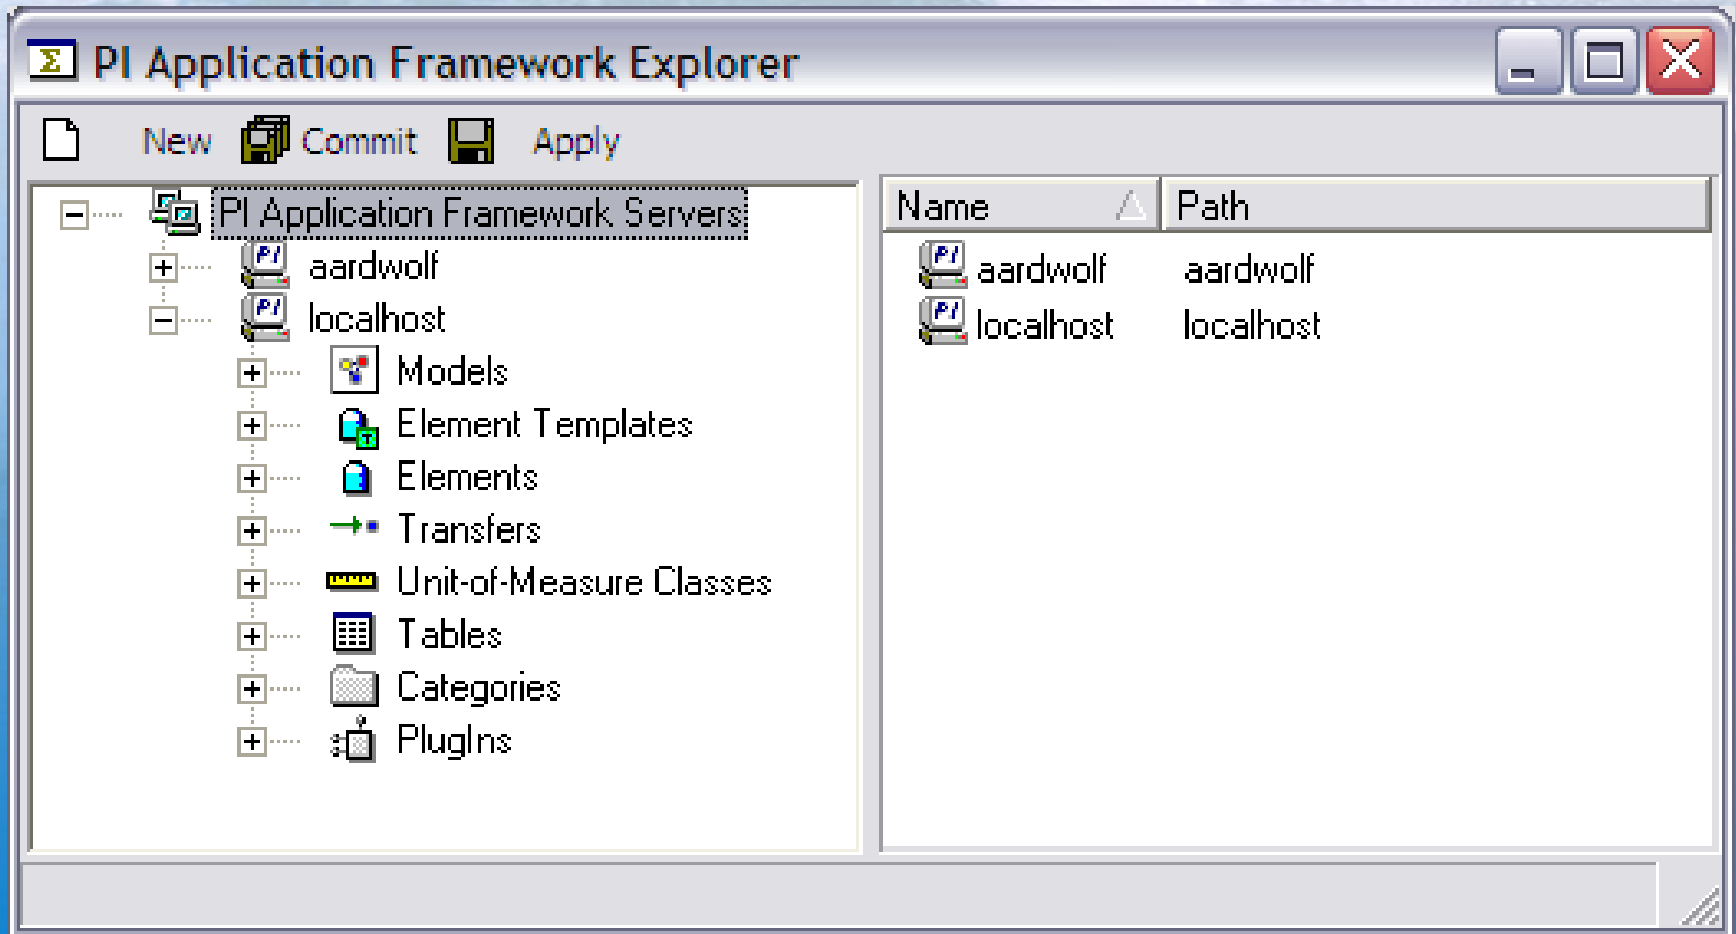 PI Application Framework Explorer
New Commit Apply
PI Application Framework Servers
aardwolf
localhost
Models
Element Templates
Elements
Transfers
Unit-of-Measure Classes
Tables
Categories
PlugIns
Name Path
aardwolf aardwolf
localhost localhost